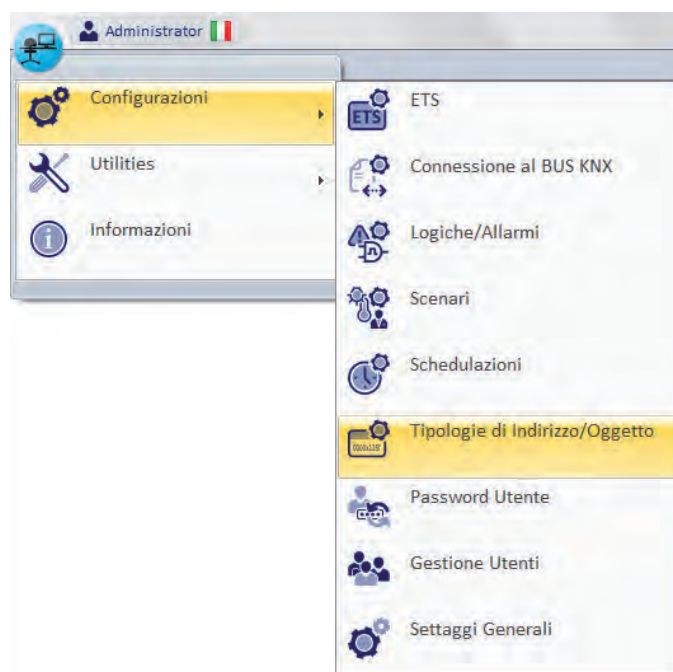 Administrator
Configurazioni
Utilities
Informazioni
ETS
ETS
Connessione al BUS KNX
Logiche/Allarmi
Scenari
Schedulazioni
Tipologie di Indirizzo/Oggetto
Password Utente
Gestione Utenti
Settaggi Generali